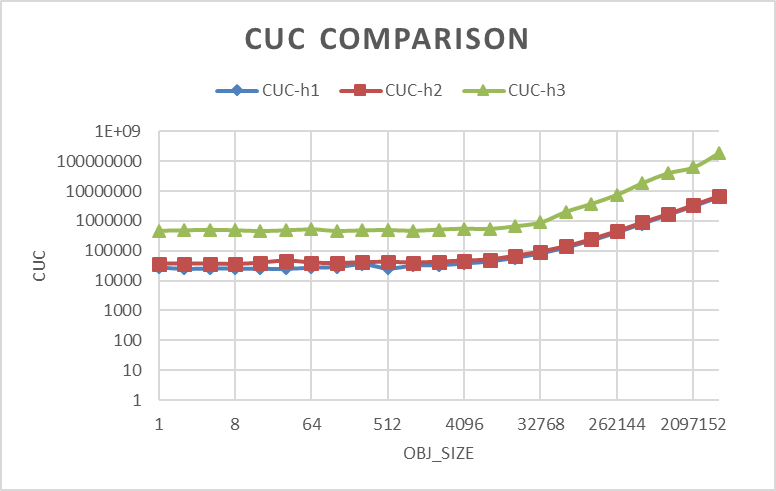 CUC COMPARISON
CUC-h1 CUC-h2 CUC-h3
1E+09
100000000
10000000
1000000
100000
10000
1000
100
10
1
CUC
1 8 64 512 4096 32768 262144 2097152
OBJ_SIZE